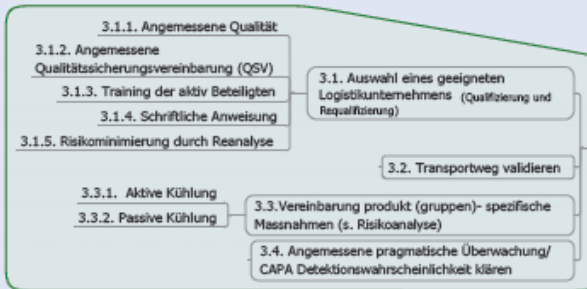 3.1.1. Angemessene Qualität
3.1.2. Angemessene
Qualitätssicherungsvereinbarung (QSV)
3.1.3. Training der aktiv Beteiligten
3.1.4. Schriftliche Anweisung
3.1.5. Risikominimierung durch Reanalyse
3.1. Auswahl eines geeigneten
Logistikunternehmens (Qualifizierung und
Requalifizierung)
3.2. Transportweg validieren
3.3.1. Aktive Kühlung
3.3.2. Passive Kühlung
3.3.Vereinbarung produkt (gruppen)- spezifische
Massnahmen (s. Risikoanalyse)
3.4. Angemessene pragmatische Überwachung/
CAPA Detektionswahrscheinlichkeit klären